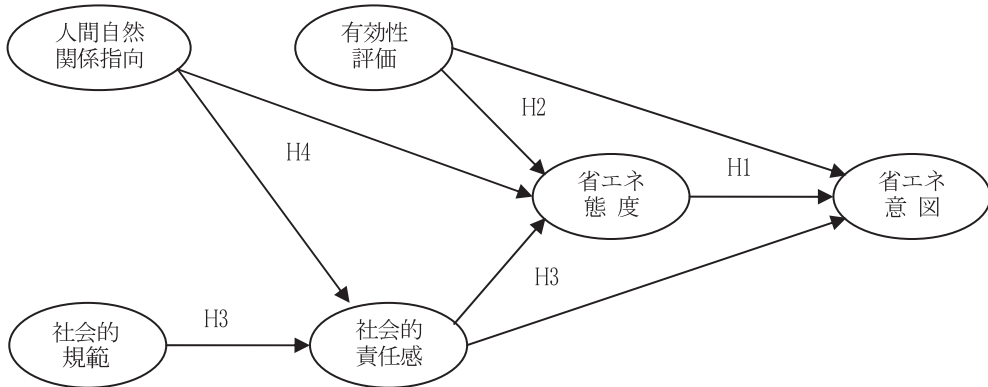 人間自然
関係指向
有効性
評価
H2
H4
H1
省エネ
態 度
省エネ
意 図
H3
H3
社会的
規範
社会的
責任感